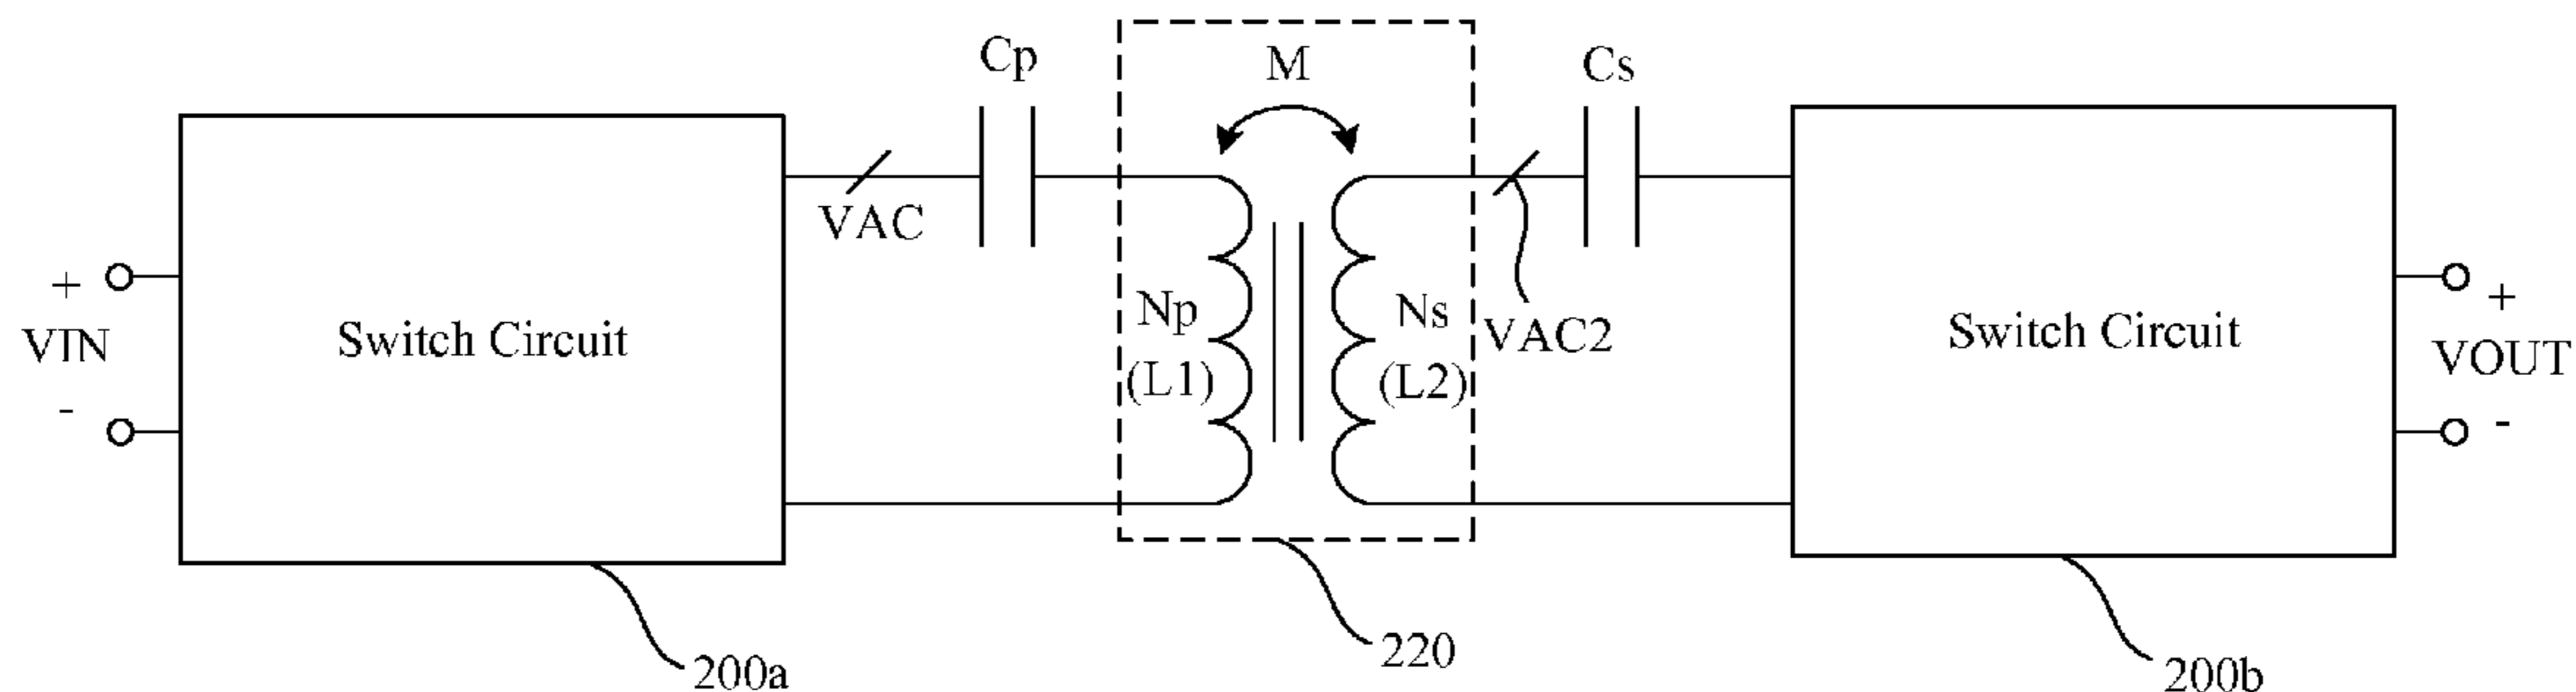 Cp
M
Cs
VAC
+
VIN
-
Switch Circuit
Np
(L1)
Ns
(L2)
VAC2
Switch Circuit
+
VOUT
-
200a
220
200b